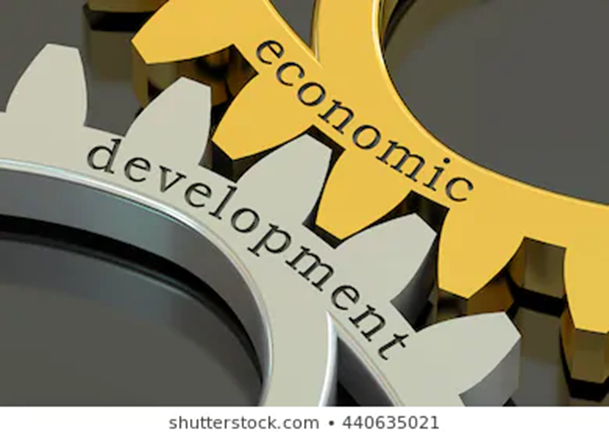 economic
development
shutterstock.com • 440635021